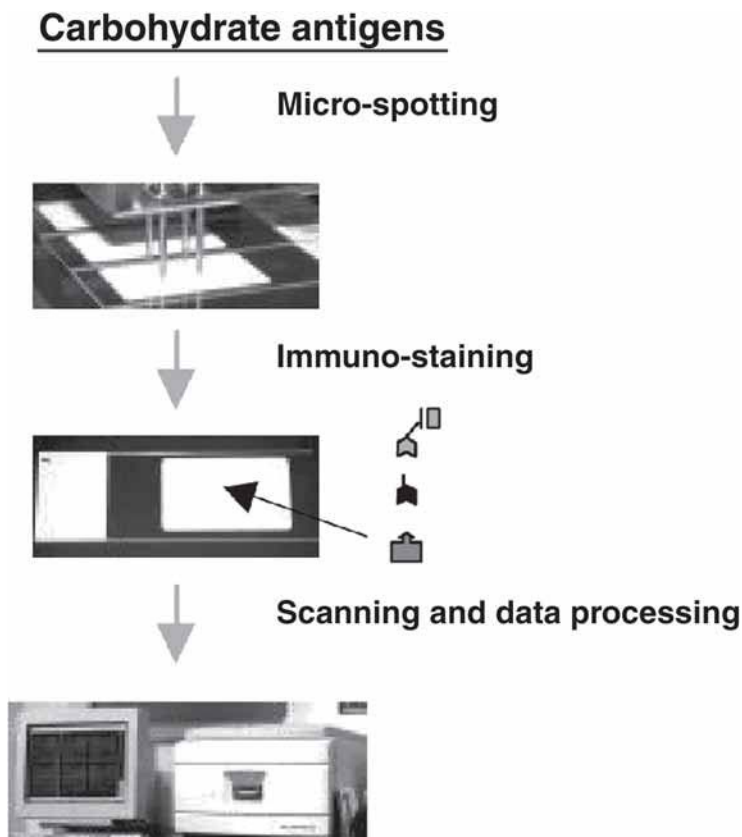 Carbohydrate antigens
Micro-spotting
Immuno-staining
Scanning and data processing